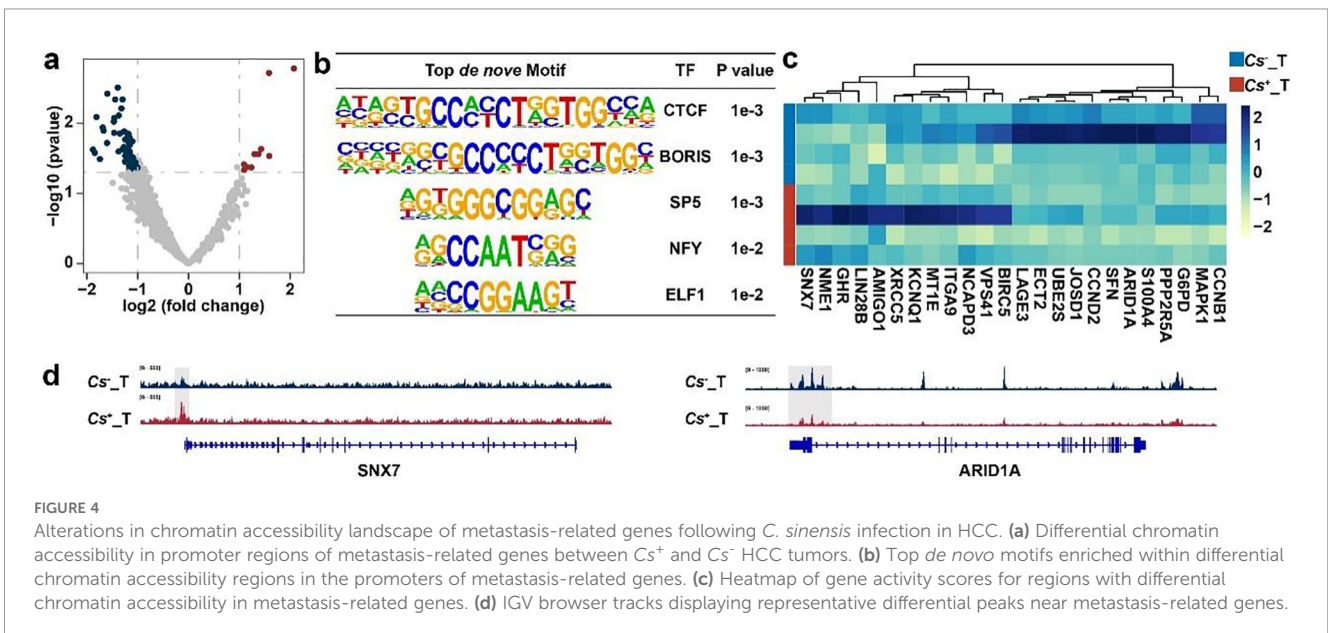 a
−log10 (pvalue)
2
1
0
−2 −1 0 1 2
log2 (fold change)
b
Top de nove Motif TF P value
CTCF 1e-3
BORIS 1e-3
SP5 1e-3
NFY 1e-2
ELF1 1e-2
c
Cs-_T
Cs+_T
2
1
0
−1
−2
SNX7
NME1
GHR
LIN28B
AMIGO1
XRCC5
KCNQ1
MT1E
ITGA9
NCAPD3
VPS41
BIRC5
LAGE3
ECT2
UBE2S
JOSD1
CCND2
SFN
ARID1A
S100A4
PPP2R5A
G6PD
MAPK1
CCNB1
d
Cs-_T
Cs+_T
SNX7
Cs-_T
[0 - 1000]
Cs+_T
[0 - 1000]
ARID1A
FIGURE 4
Alterations in chromatin accessibility landscape of metastasis-related genes following C. sinensis infection in HCC. (a) Differential chromatin
accessibility in promoter regions of metastasis-related genes between Cs+ and Cs- HCC tumors. (b) Top de novo motifs enriched within differential
chromatin accessibility regions in the promoters of metastasis-related genes. (c) Heatmap of gene activity scores for regions with differential
chromatin accessibility in metastasis-related genes. (d) IGV browser tracks displaying representative differential peaks near metastasis-related genes.